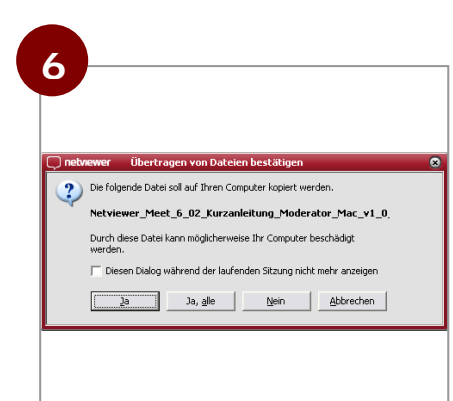 6
netviewer Übertragen von Dateien bestätigen
Die folgende Datei soll auf Ihren Computer kopiert werden.
Netviewer_Meet_6_02_Kurzanleitung_Moderator_Mac_v1_0.
Durch diese Datei kann möglicherweise Ihr Computer beschädigt
werden.
Diesen Dialog während der laufenden Sitzung nicht mehr anzeigen
Ja Ja, alle Nein Abbrechen